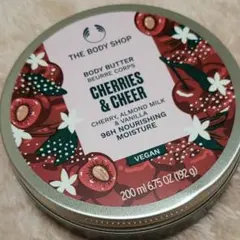 THE BODY SHOP
BODY BUTTER
BEURRE CORPS
CHERRIES
& CHEER
CHERRY, ALMOND MILK
& VANILLA
96H NOURISHING
MOISTURE
VEGAN
200 ml 6.75 OZ (192 g)